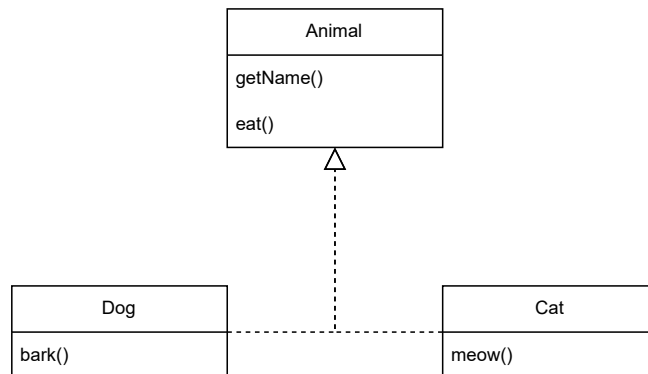 Animal
getName()
eat()
Dog
bark()
Cat
meow()